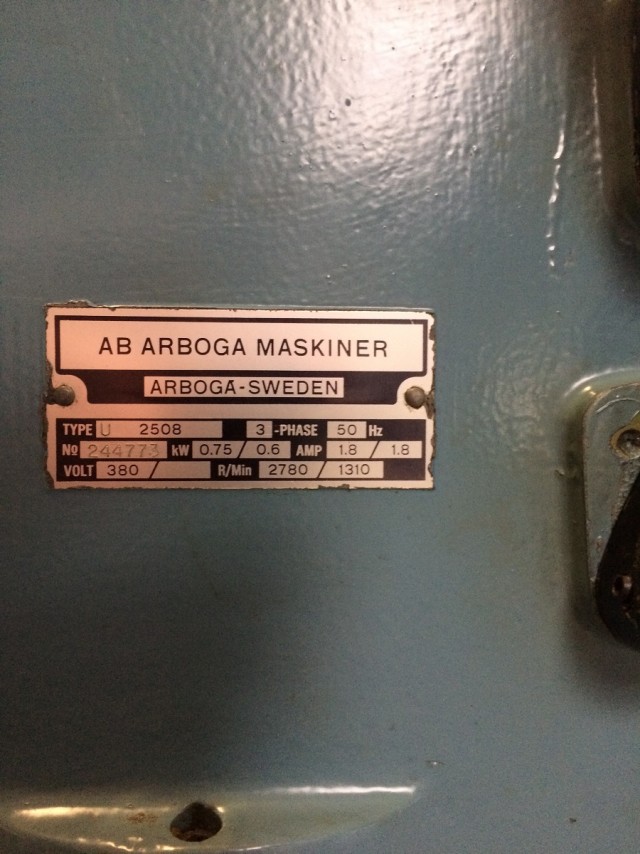 AB ARBOGA MASKINER
ARBOGA-SWEDEN
TYPE U 2508 3 -PHASE 50 Hz
No 244773 kW 0.75 / 0.6 AMP 1.8 / 1.8
VOLT 380 / R/Min 2780 / 1310